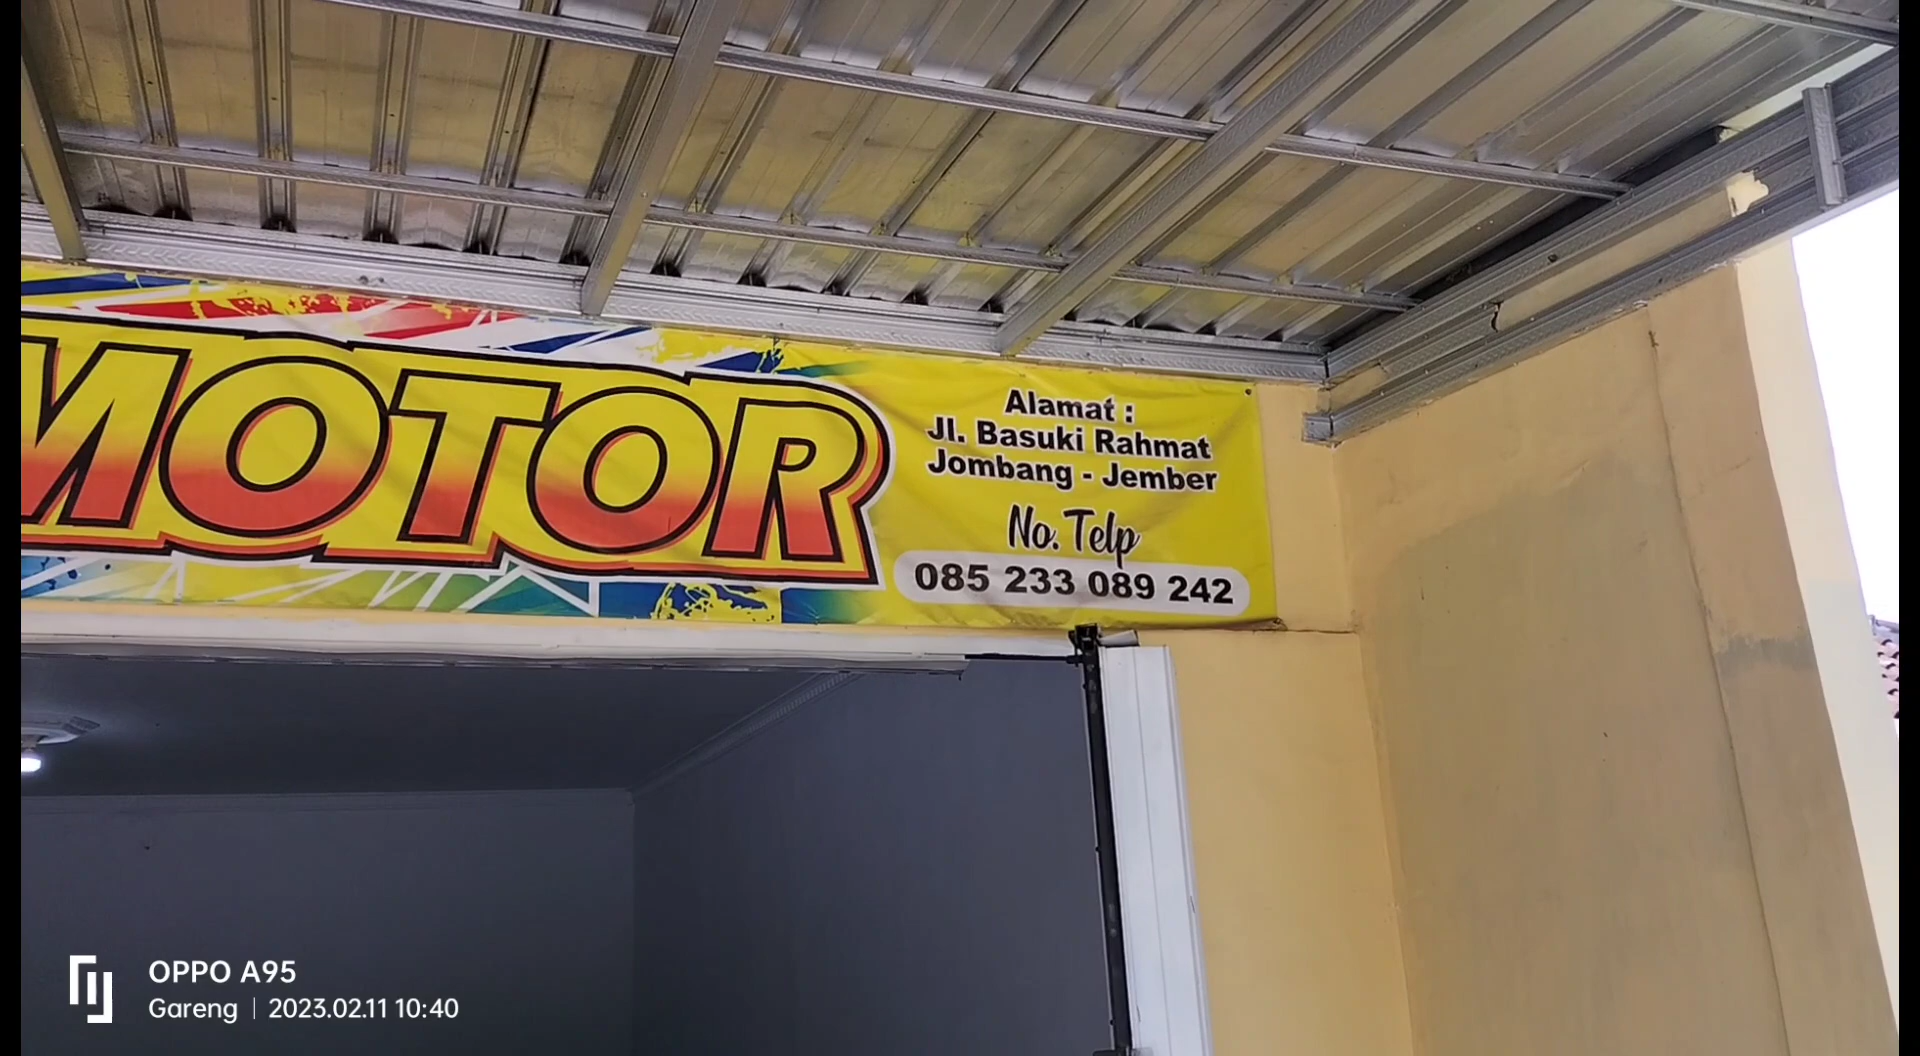 MOTOR
Alamat :
Jl. Basuki Rahmat
Jombang - Jember
No. Telp
085 233 089 242
OPPO A95
Gareng | 2023.02.11 10:40